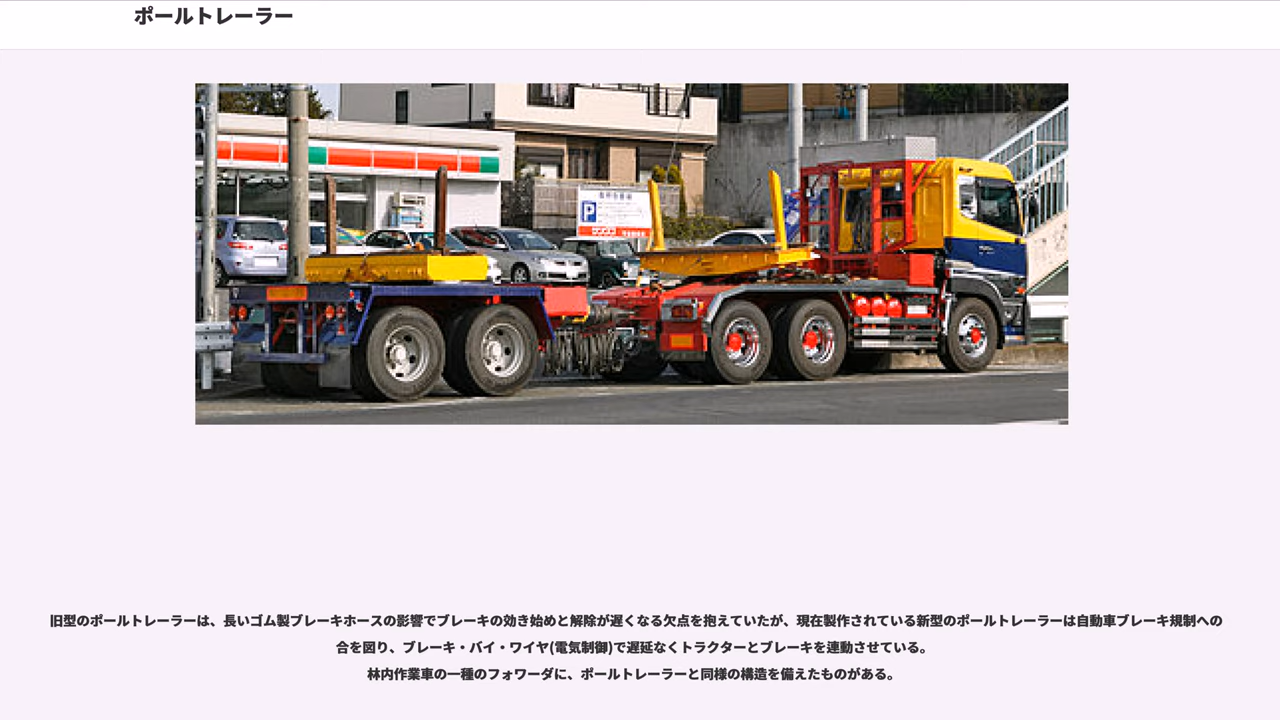 ポールトレーラー
P
旧型のポールトレーラーは、長いゴム製ブレーキホースの影響でブレーキの効き始めと解除が遅くなる欠点を抱えていたが、現在製作されている新型のポールトレーラーは自動車ブレーキ規制への
合を図り、ブレーキ・バイ・ワイヤ(電気制御)で遅延なくトラクターとブレーキを連動させている。
林内作業車の一種のフォワーダに、ポールトレーラーと同様の構造を備えたものがある。